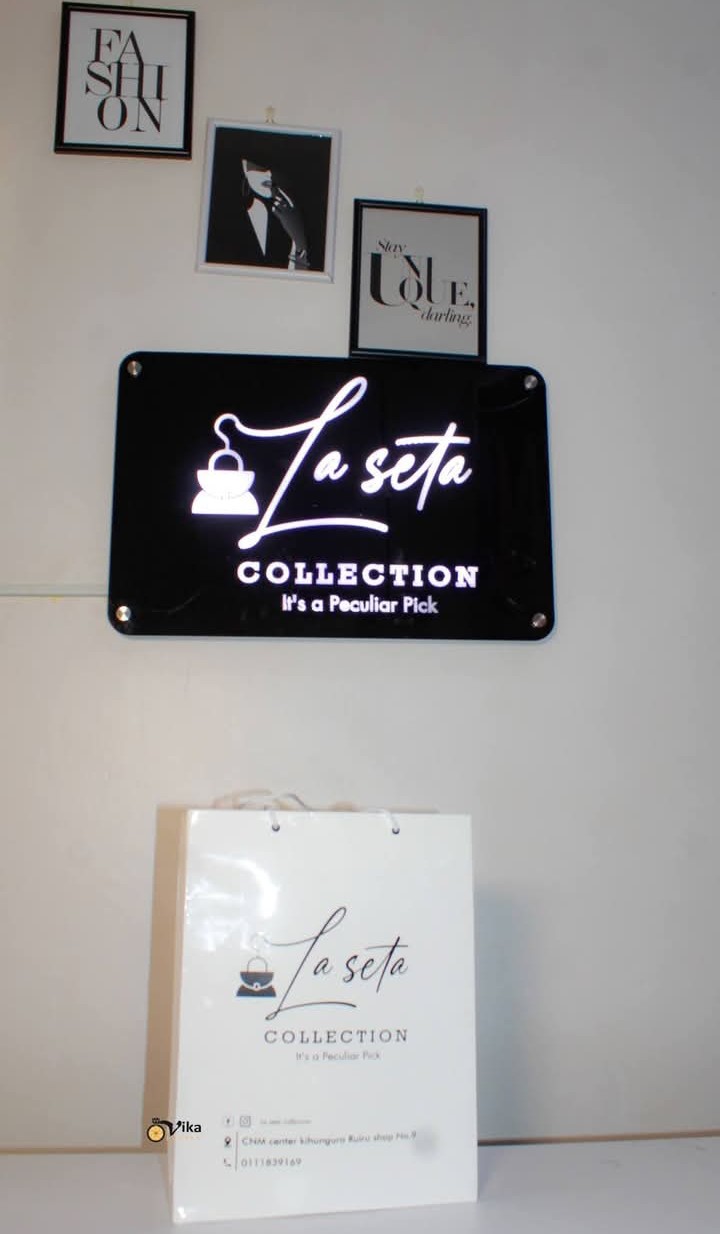 FA
SHI
ON
Stay
UNIQUE,
darling.
La seta
COLLECTION
It's a Peculiar Pick
La seta
COLLECTION
It's a Peculiar Pick
CNM center kihunguro Ruiru shop No.9
0111839169
Vika